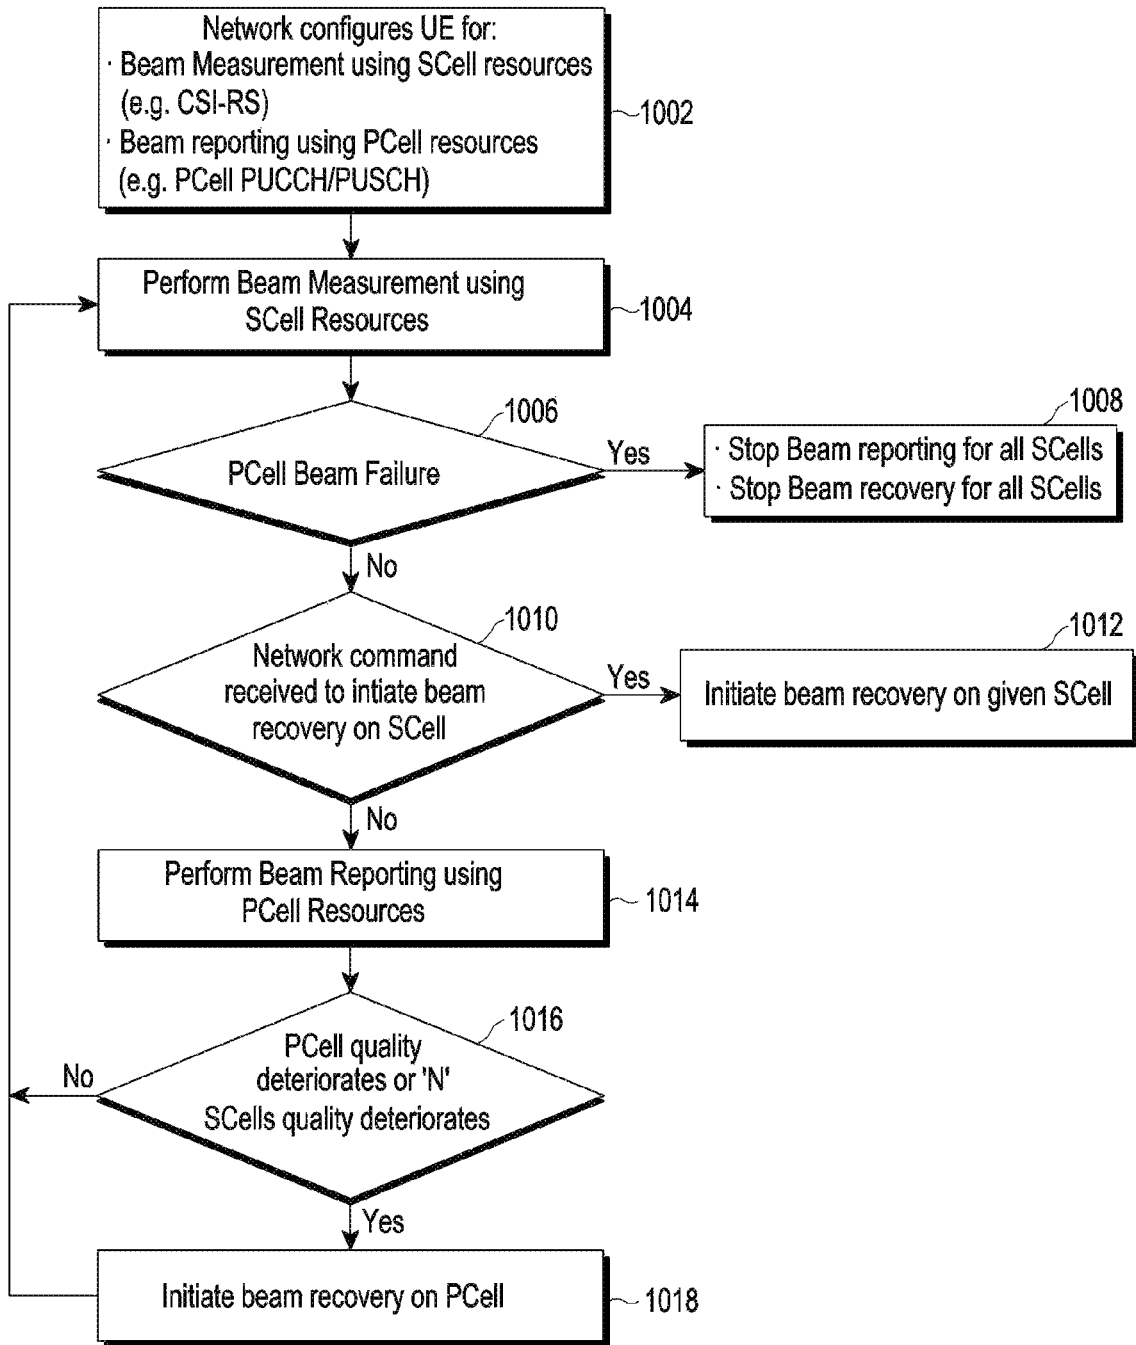 Network configures UE for:
· Beam Measurement using SCell resources
(e.g. CSI-RS)
· Beam reporting using PCell resources
(e.g. PCell PUCCH/PUSCH)
1002
Perform Beam Measurement using
SCell Resources
1004
1006
PCell Beam Failure
Yes
1008
· Stop Beam reporting for all SCells
· Stop Beam recovery for all SCells
No
1010
Network command
received to intiate beam
recovery on SCell
Yes
1012
Initiate beam recovery on given SCell
No
Perform Beam Reporting using
PCell Resources
1014
1016
PCell quality
deteriorates or 'N'
SCells quality deteriorates
No
Yes
Initiate beam recovery on PCell
1018